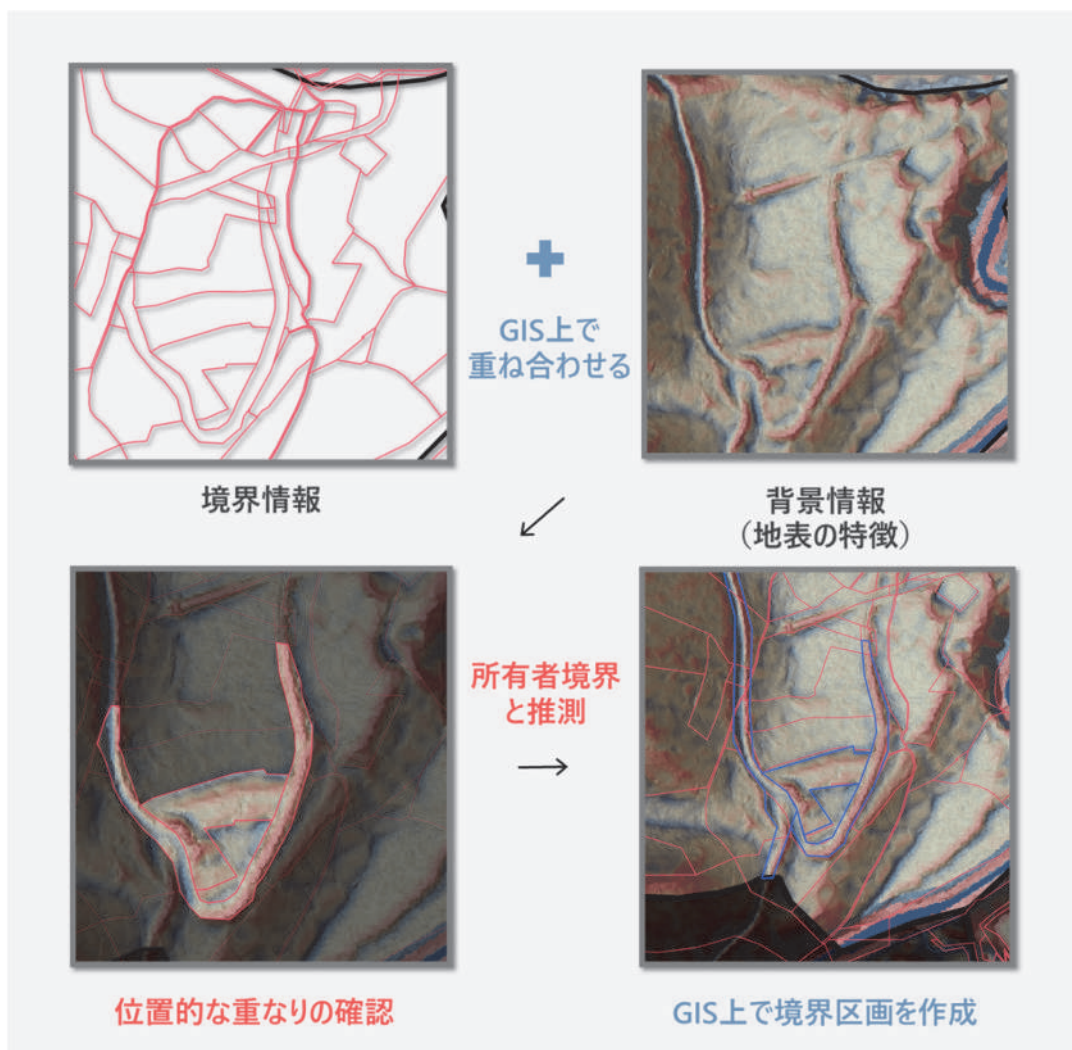 GIS上で
重ね合わせる
境界情報
背景情報
（地表の特徴）
所有者境界
と推測
位置的な重なりの確認
GIS上で境界区画を作成